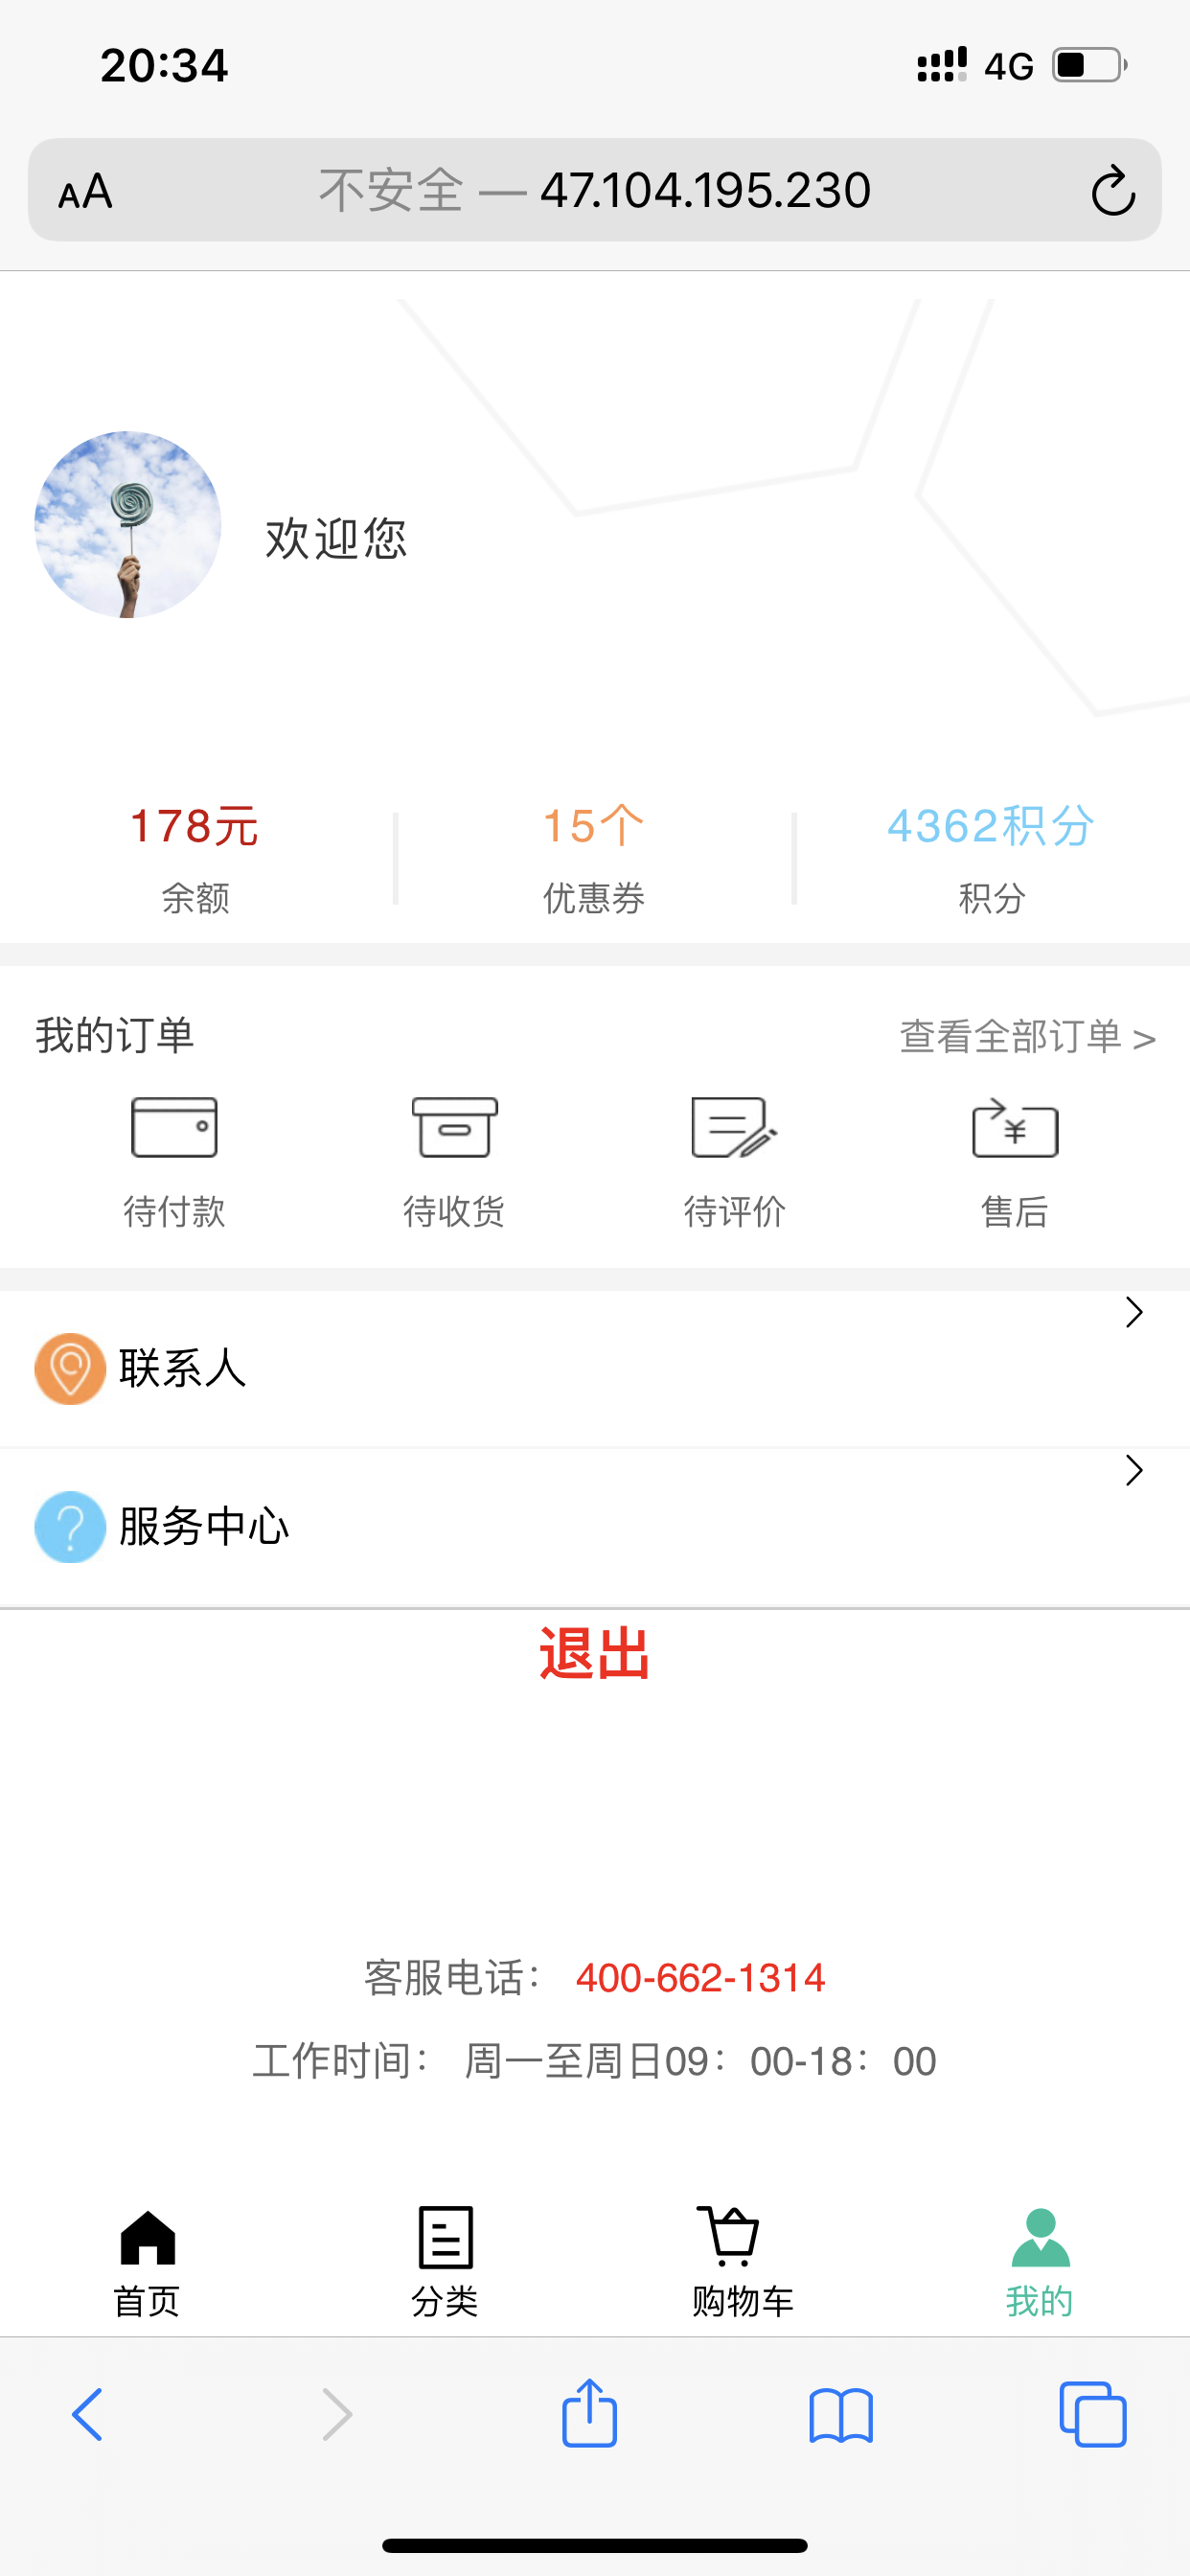 20:34 4G
AA 不安全 — 47.104.195.230
欢迎您
178元 15个 4362积分
余额 优惠券 积分
我的订单 查看全部订单 >
¥
待付款 待收货 待评价 售后
联系人
?
服务中心
退出
客服电话： 400-662-1314
工作时间： 周一至周日09：00-18：00
首页 分类 购物车 我的